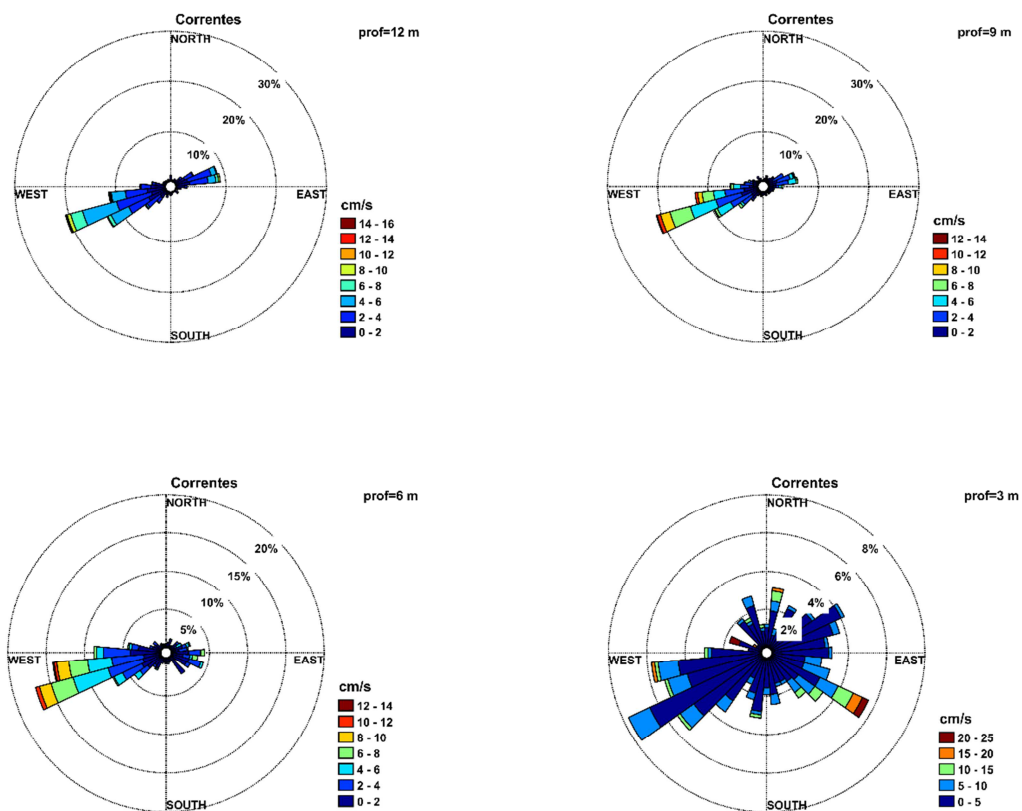 Correntes
prof=12 m
NORTH
30%
20%
10%
WEST
EAST
SOUTH
cm/s
14 - 16
12 - 14
10 - 12
8 - 10
6 - 8
4 - 6
2 - 4
0 - 2
Correntes
prof=9 m
NORTH
30%
20%
10%
WEST
EAST
SOUTH
cm/s
12 - 14
10 - 12
8 - 10
6 - 8
4 - 6
2 - 4
0 - 2
Correntes
prof=6 m
NORTH
20%
15%
10%
5%
WEST
EAST
SOUTH
cm/s
12 - 14
10 - 12
8 - 10
6 - 8
4 - 6
2 - 4
0 - 2
Correntes
prof=3 m
NORTH
8%
6%
4%
2%
WEST
EAST
SOUTH
cm/s
20 - 25
15 - 20
10 - 15
5 - 10
0 - 5